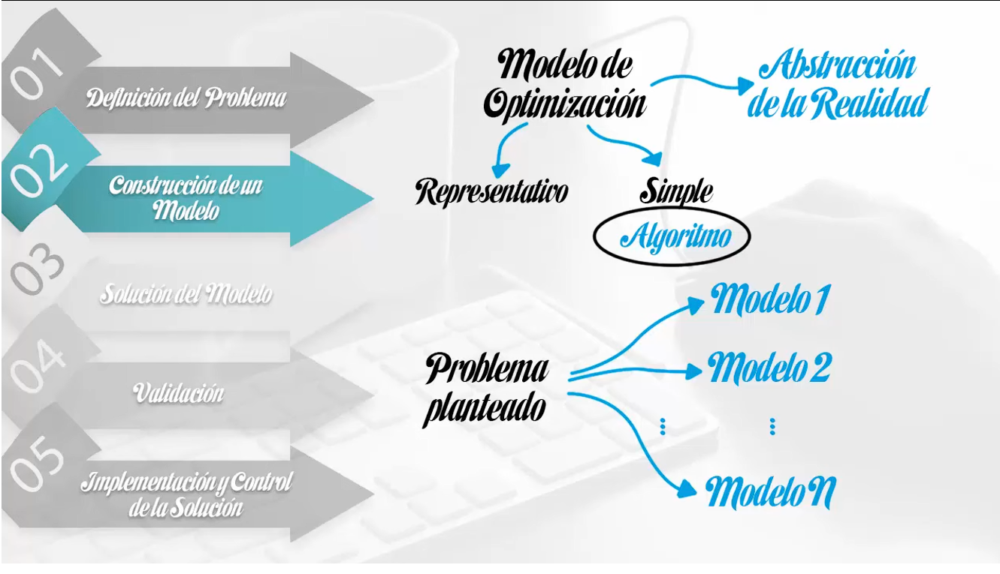 01
Definición del Problema
02
Construcción de un
Modelo
03
Solución del Modelo
04
Validación
05
Implementación y Control
de la Solución
Modelo de
Optimización
Abstracción
de la Realidad
Representativo
Simple
Algoritmo
Problema
planteado
Modelo 1
Modelo 2
Modelo N